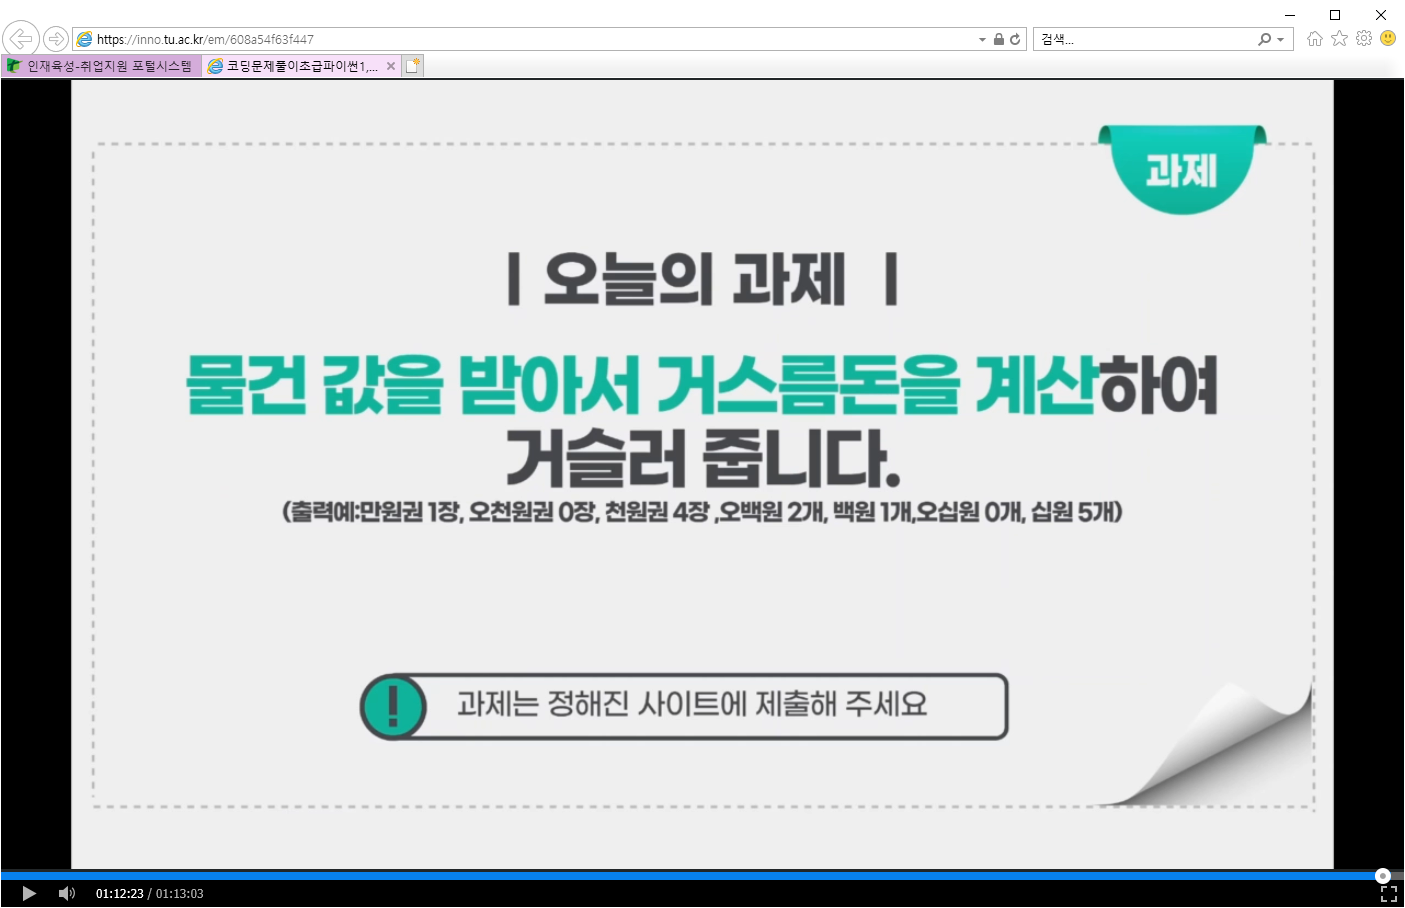 https://inno.tu.ac.kr/em/608a54f63f447
검색...
인재육성-취업지원 포털시스템
코딩문제풀이초급파이썬1,...
과제
| 오늘의 과제 |
물건 값을 받아서 거스름돈을 계산하여
거슬러 줍니다.
(출력예:만원권 1장, 오천원권 0장, 천원권 4장 ,오백원 2개, 백원 1개,오십원 0개, 십원 5개)
! 과제는 정해진 사이트에 제출해 주세요
01:12:23 / 01:13:03